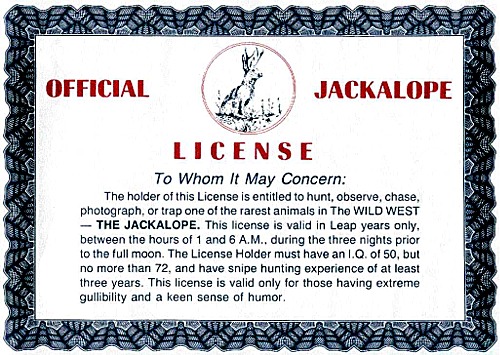 OFFICIAL JACKALOPE
LICENSE
To Whom It May Concern:
The holder of this License is entitled to hunt, observe, chase,
photograph, or trap one of the rarest animals in The WILD WEST
— THE JACKALOPE. This license is valid in Leap years only,
between the hours of 1 and 6 A.M., during the three nights prior
to the full moon. The License Holder must have an I.Q. of 50, but
no more than 72, and have snipe hunting experience of at least
three years. This license is valid only for those having extreme
gullibility and a keen sense of humor.